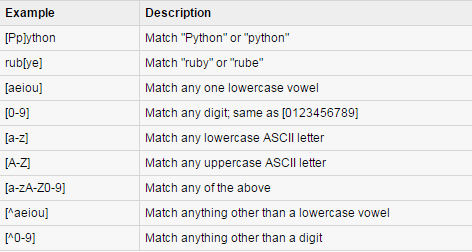 Example Description
[Pp]ython Match "Python" or "python"
rub[ye] Match "ruby" or "rube"
[aeiou] Match any one lowercase vowel
[0-9] Match any digit; same as [0123456789]
[a-z] Match any lowercase ASCII letter
[A-Z] Match any uppercase ASCII letter
[a-zA-Z0-9] Match any of the above
[^aeiou] Match anything other than a lowercase vowel
[^0-9] Match anything other than a digit